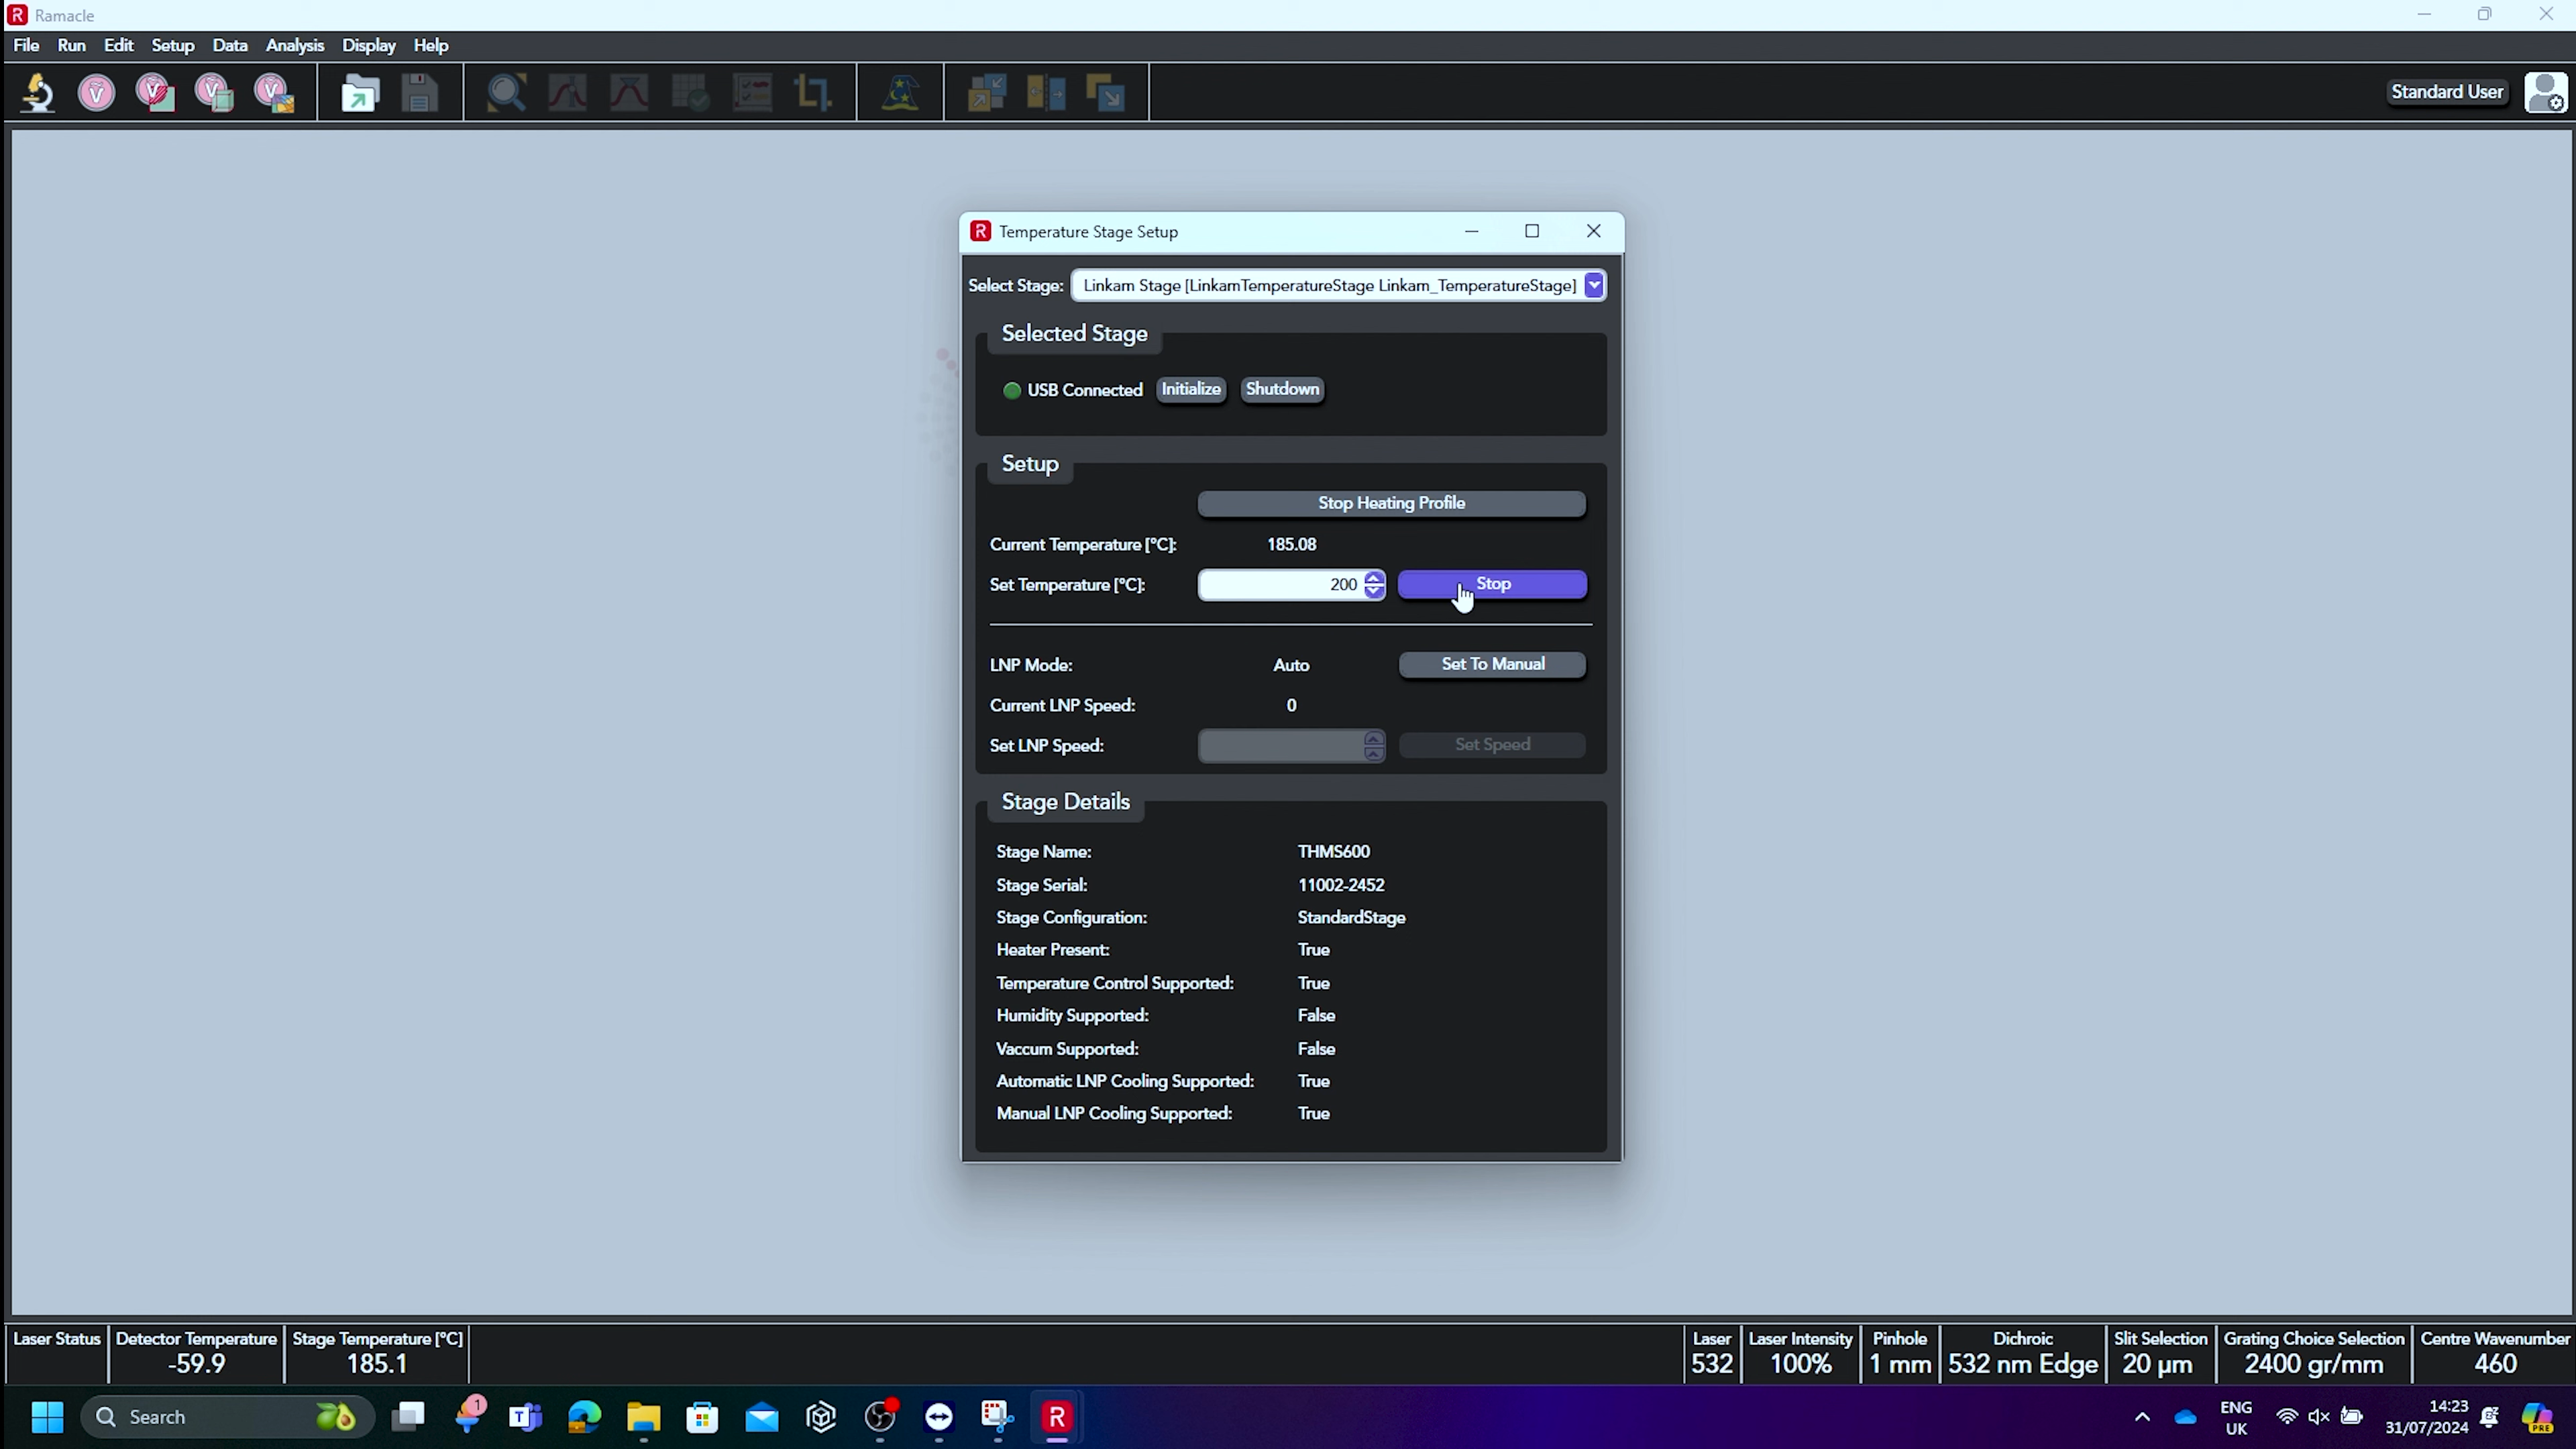 Ramacle
File Run Edit Setup Data Analysis Display Help
Standard User
Temperature Stage Setup
Select Stage: Linkam Stage [LinkamTemperatureStage Linkam_TemperatureStage]
Selected Stage
USB Connected Initialize Shutdown
Setup
Stop Heating Profile
Current Temperature [°C]: 185.08
Set Temperature [°C]: 200 Stop
LNP Mode: Auto Set To Manual
Current LNP Speed: 0
Set LNP Speed: Set Speed
Stage Details
Stage Name: THMS600
Stage Serial: 11002-2452
Stage Configuration: StandardStage
Heater Present: True
Temperature Control Supported: True
Humidity Supported: False
Vaccum Supported: False
Automatic LNP Cooling Supported: True
Manual LNP Cooling Supported: True
Laser Status Detector Temperature Stage Temperature [°C] Laser Laser Intensity Pinhole Dichroic Slit Selection Grating Choice Selection Centre Wavenumber
-59.9 185.1 532 100% 1 mm 532 nm Edge 20 µm 2400 gr/mm 460
Search 1 ENG 14:23
UK 31/07/2024 PRE